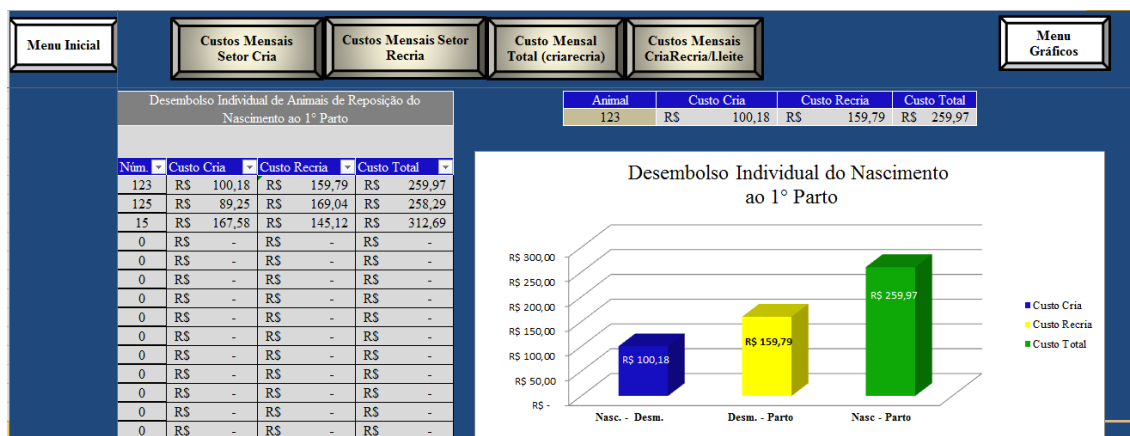 Menu Inicial
Custos Mensais
Setor Cria
Custos Mensais Setor
Recria
Custo Mensal
Total (criarecria)
Custos Mensais
CriaRecria/Lleite
Menu
Gráficos
Desembolso Individual de Animais de Reposição do
Nascimento ao 1° Parto
Núm. Custo Cria Custo Recria Custo Total
123 R$ 100,18 R$ 159,79 R$ 259,97
125 R$ 89,25 R$ 169,04 R$ 258,29
15 R$ 167,58 R$ 145,12 R$ 312,69
0 R$ - R$ - R$ -
0 R$ - R$ - R$ -
0 R$ - R$ - R$ -
0 R$ - R$ - R$ -
0 R$ - R$ - R$ -
0 R$ - R$ - R$ -
0 R$ - R$ - R$ -
0 R$ - R$ - R$ -
0 R$ - R$ - R$ -
0 R$ - R$ - R$ -
0 R$ - R$ - R$ -
Animal Custo Cria Custo Recria Custo Total
123 R$ 100,18 R$ 159,79 R$ 259,97
Desembolso Individual do Nascimento
ao 1° Parto
R$ 300,00
R$ 250,00
R$ 200,00
R$ 150,00
R$ 100,00
R$ 50,00
R$ -
R$ 100,18
R$ 159,79
R$ 259,97
Nasc. - Desm.
Desm. - Parto
Nasc - Parto
Custo Cria
Custo Recria
Custo Total